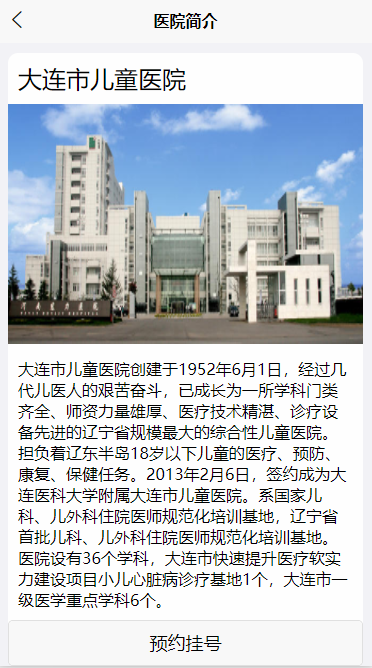 医院简介
大连市儿童医院
大连市儿童医院创建于1952年6月1日，经过几
代儿医人的艰苦奋斗，已成长为一所学科门类
齐全、师资力量雄厚、医疗技术精湛、诊疗设
备先进的辽宁省规模最大的综合性儿童医院。
担负着辽东半岛18岁以下儿童的医疗、预防、
康复、保健任务。2013年2月6日，签约成为大
连医科大学附属大连市儿童医院。系国家儿
科、儿外科住院医师规范化培训基地，辽宁省
首批儿科、儿外科住院医师规范化培训基地。
医院设有36个学科，大连市快速提升医疗软实
力建设项目小儿心脏病诊疗基地1个，大连市一
级医学重点学科6个。
预约挂号